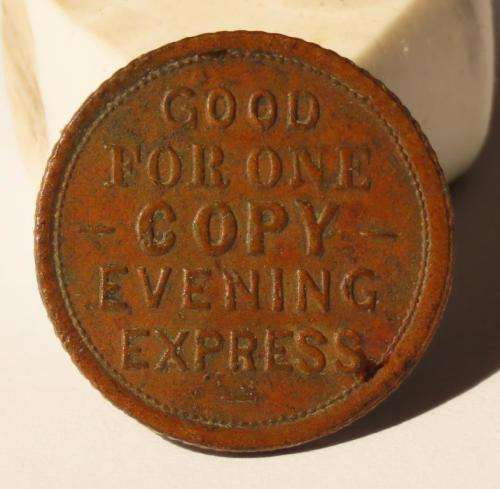 GOOD
FOR ONE
- COPY -
EVENING
EXPRESS